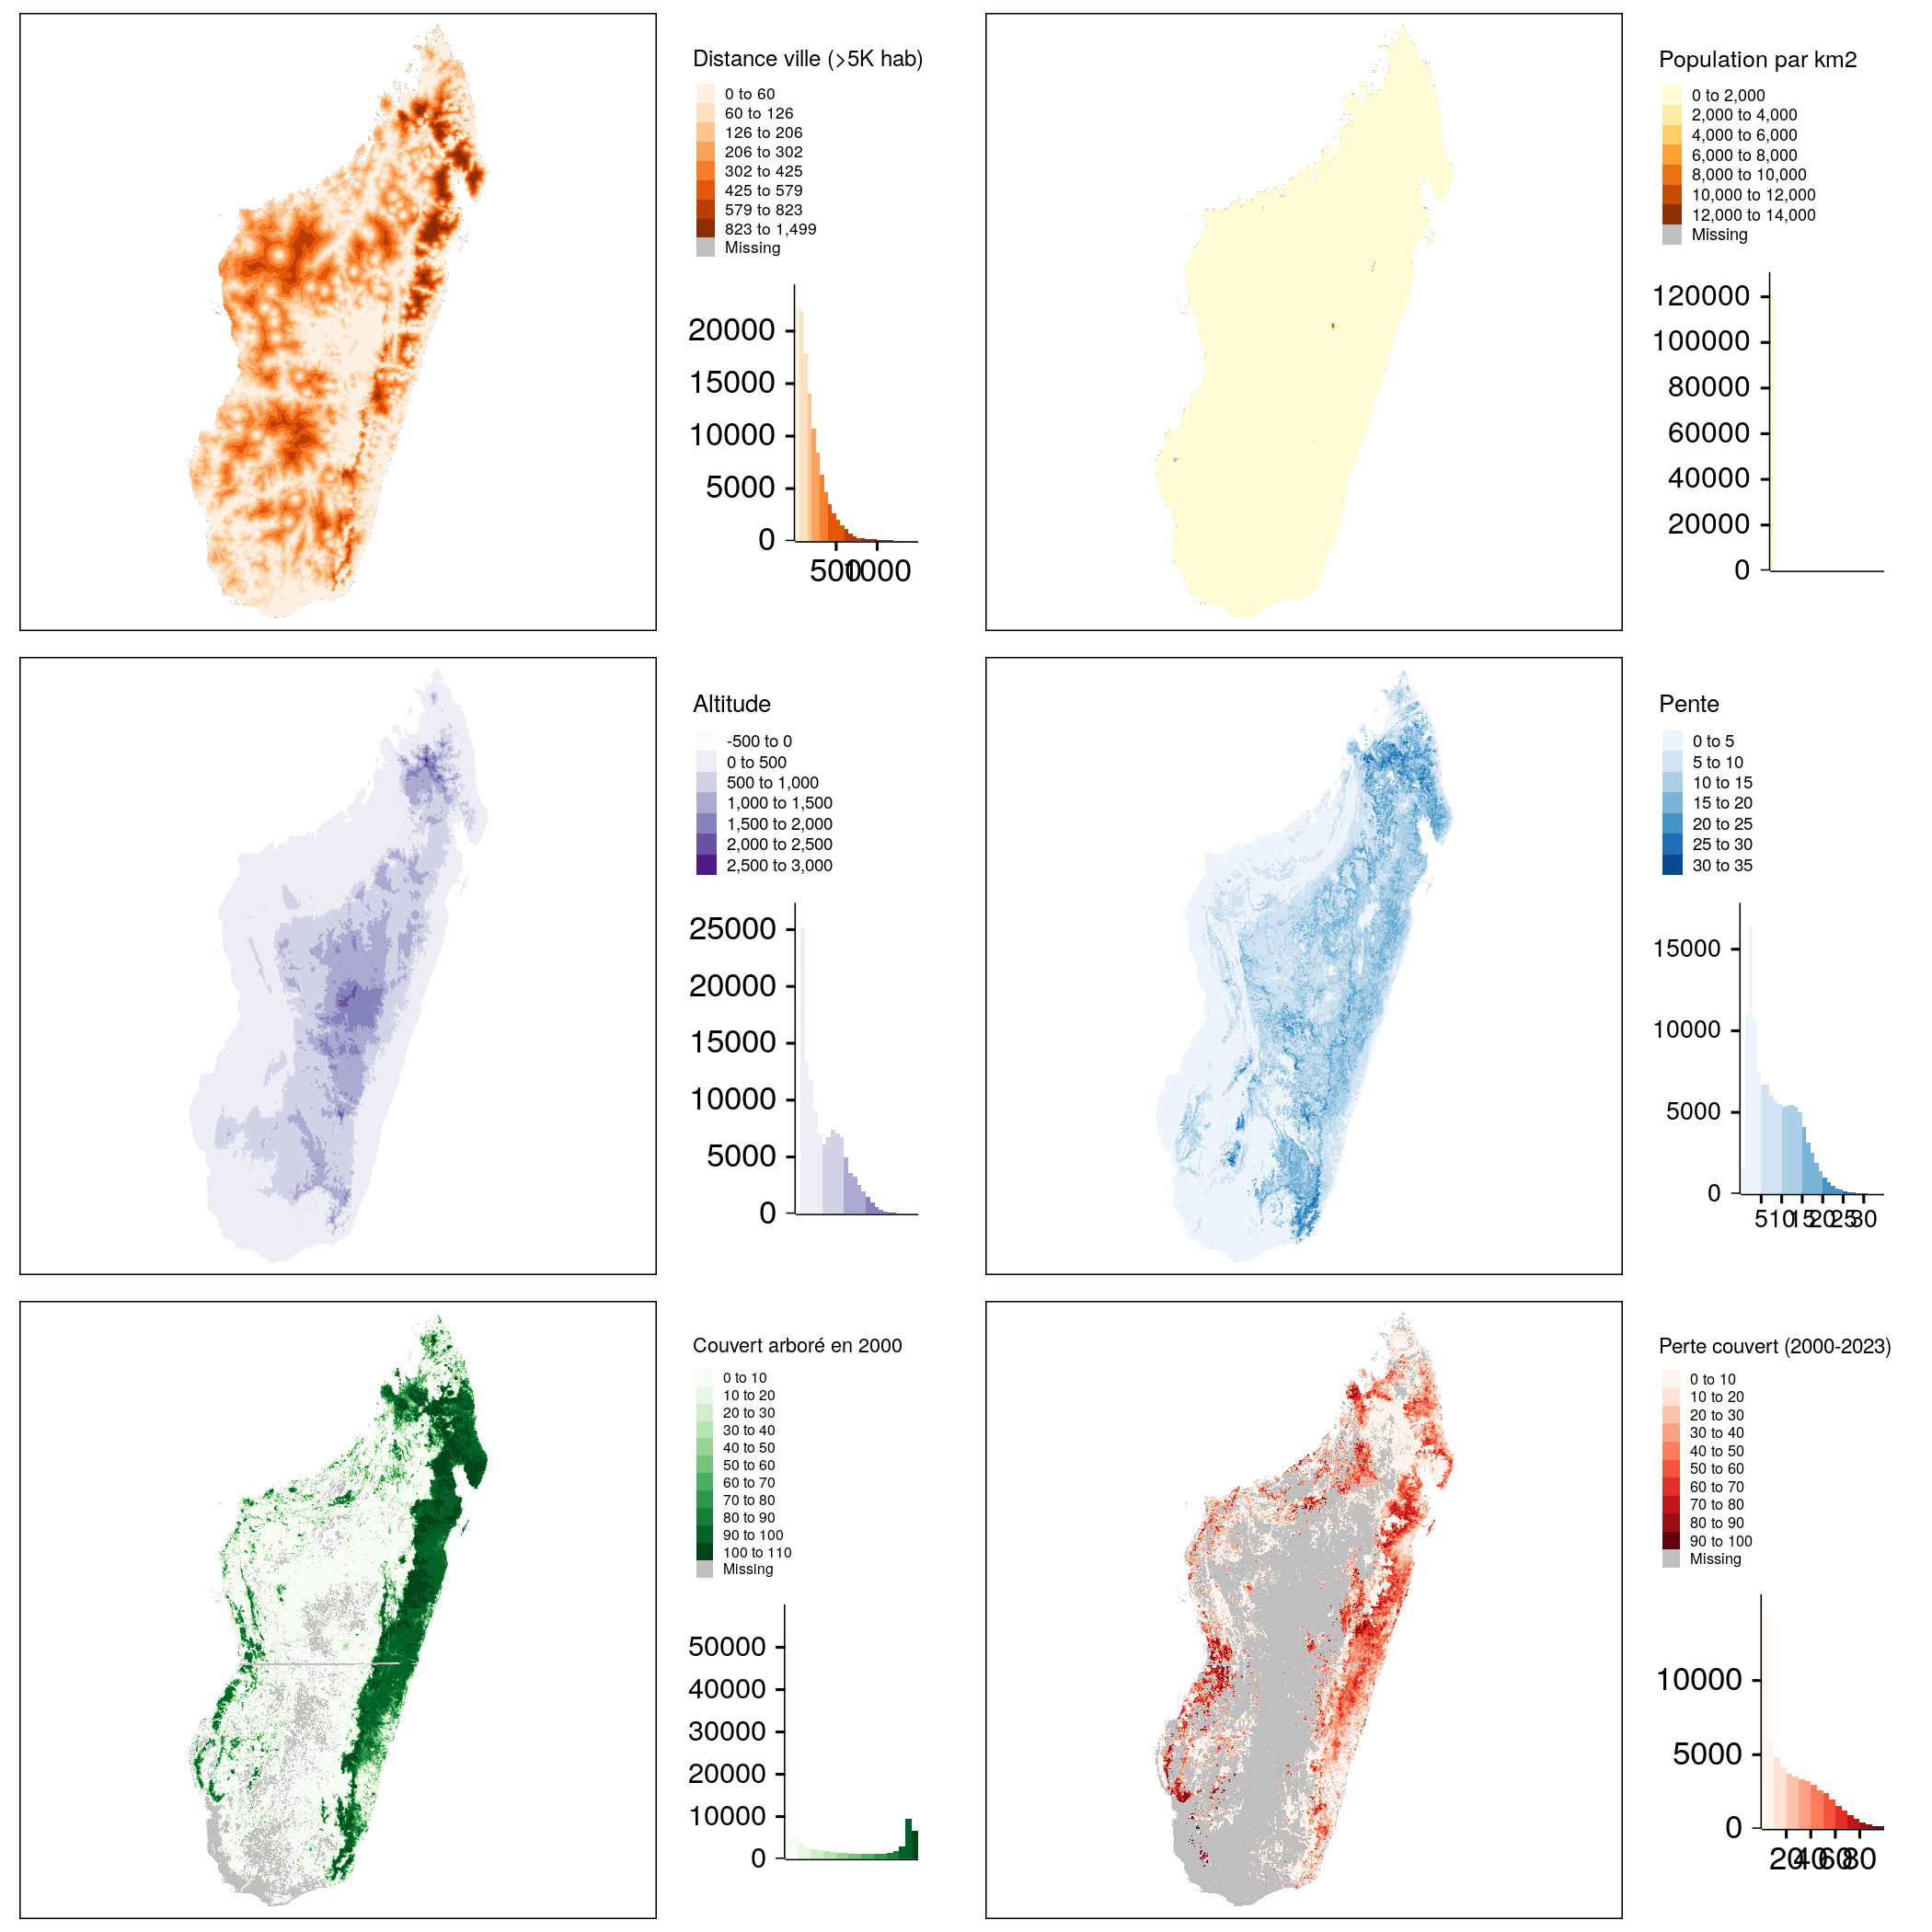 Distance ville (>5K hab)
0 to 60
60 to 126
126 to 206
206 to 302
302 to 425
425 to 579
579 to 823
823 to 1,499
Missing
20000
15000
10000
5000
0
500
1000
Population par km2
0 to 2,000
2,000 to 4,000
4,000 to 6,000
6,000 to 8,000
8,000 to 10,000
10,000 to 12,000
12,000 to 14,000
Missing
120000
100000
80000
60000
40000
20000
0
Altitude
-500 to 0
0 to 500
500 to 1,000
1,000 to 1,500
1,500 to 2,000
2,000 to 2,500
2,500 to 3,000
25000
20000
15000
10000
5000
0
Pente
0 to 5
5 to 10
10 to 15
15 to 20
20 to 25
25 to 30
30 to 35
15000
10000
5000
0
5 10 15 20 25 30
Couvert arboré en 2000
0 to 10
10 to 20
20 to 30
30 to 40
40 to 50
50 to 60
60 to 70
70 to 80
80 to 90
90 to 100
100 to 110
Missing
50000
40000
30000
20000
10000
0
Perte couvert (2000-2023)
0 to 10
10 to 20
20 to 30
30 to 40
40 to 50
50 to 60
60 to 70
70 to 80
80 to 90
90 to 100
Missing
10000
5000
0
20 40 60 80